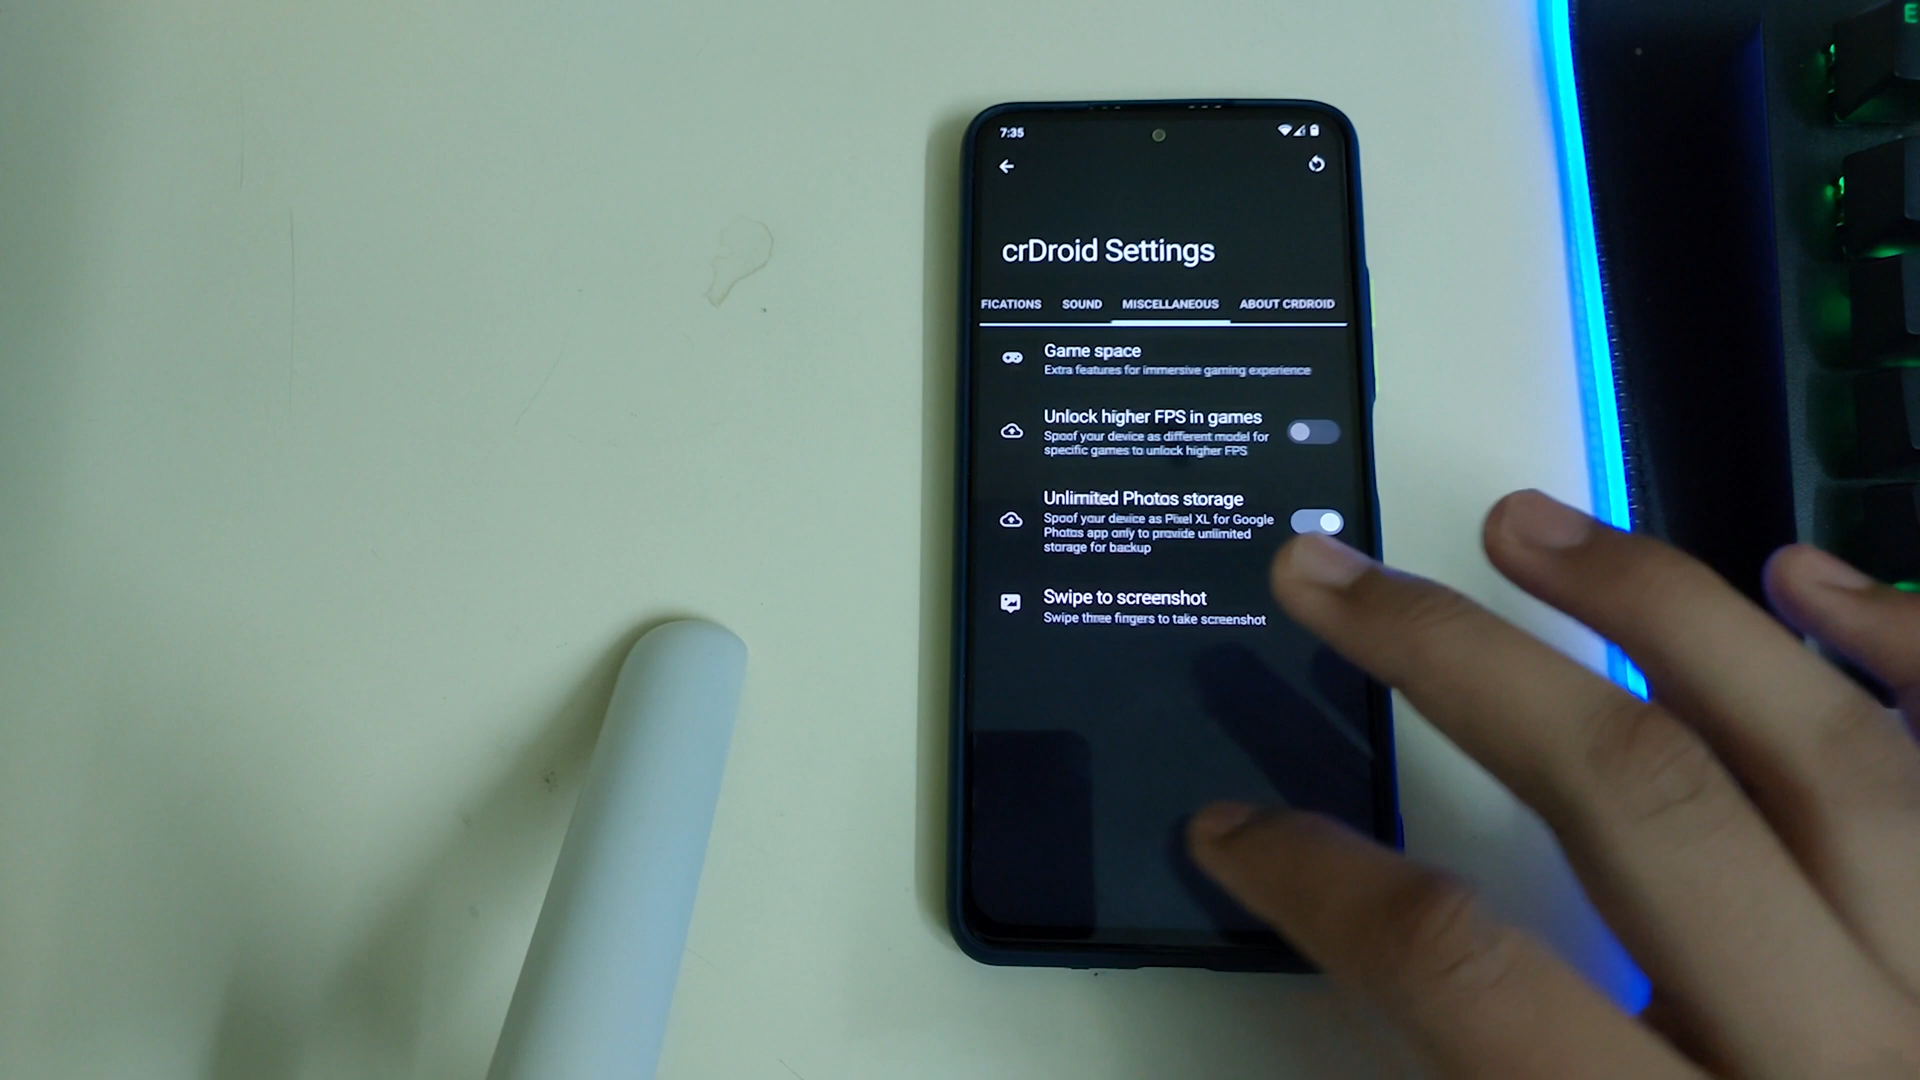 7:35
crDroid Settings
FICATIONS SOUND MISCELLANEOUS ABOUT CRDROID
Game space
Extra features for immersive gaming experience
Unlock higher FPS in games
Spoof your device as different model for
specific games to unlock higher FPS
Unlimited Photos storage
Spoof your device as Pixel XL for Google
Photos app only to provide unlimited
storage for backup
Swipe to screenshot
Swipe three fingers to take screenshot
E